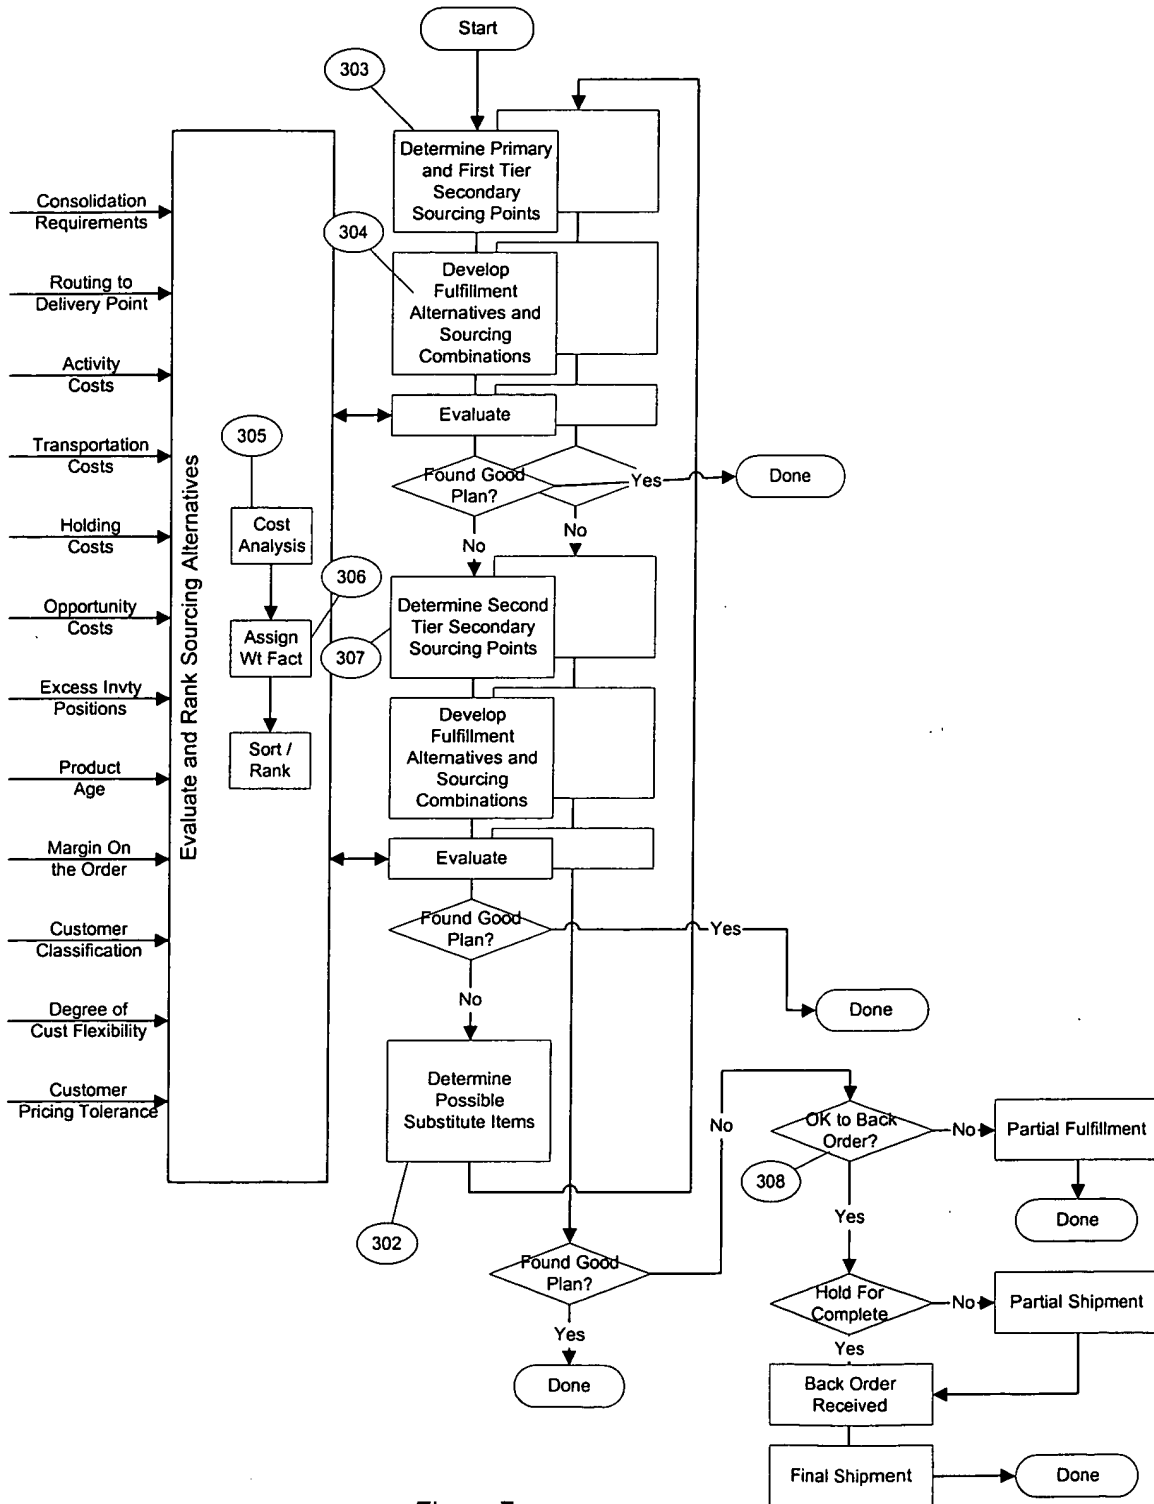 Start
303
Determine Primary
and First Tier
Secondary
Sourcing Points
Consolidation
Requirements
304
Develop
Fulfillment
Alternatives and
Sourcing
Combinations
Routing to
Delivery Point
Activity
Costs
Evaluate
305
Transportation
Costs
Found Good
Plan?
Yes
Done
Evaluate and Rank Sourcing Alternatives
Cost
Analysis
Holding
Costs
No
No
306
Determine Second
Tier Secondary
Sourcing Points
Opportunity
Costs
Assign
Wt Fact
307
Excess Invty
Positions
Develop
Fulfillment
Alternatives and
Sourcing
Combinations
Sort /
Rank
Product
Age
Margin On
the Order
Evaluate
Customer
Classification
Found Good
Plan?
Yes
No
Done
Degree of
Cust Flexibility
Determine
Possible
Substitute Items
Customer
Pricing Tolerance
No
OK to Back
Order?
No
Partial Fulfillment
308
Yes
Done
302
Found Good
Plan?
Hold For
Complete
No
Partial Shipment
Yes
Yes
Done
Back Order
Received
Final Shipment
Done